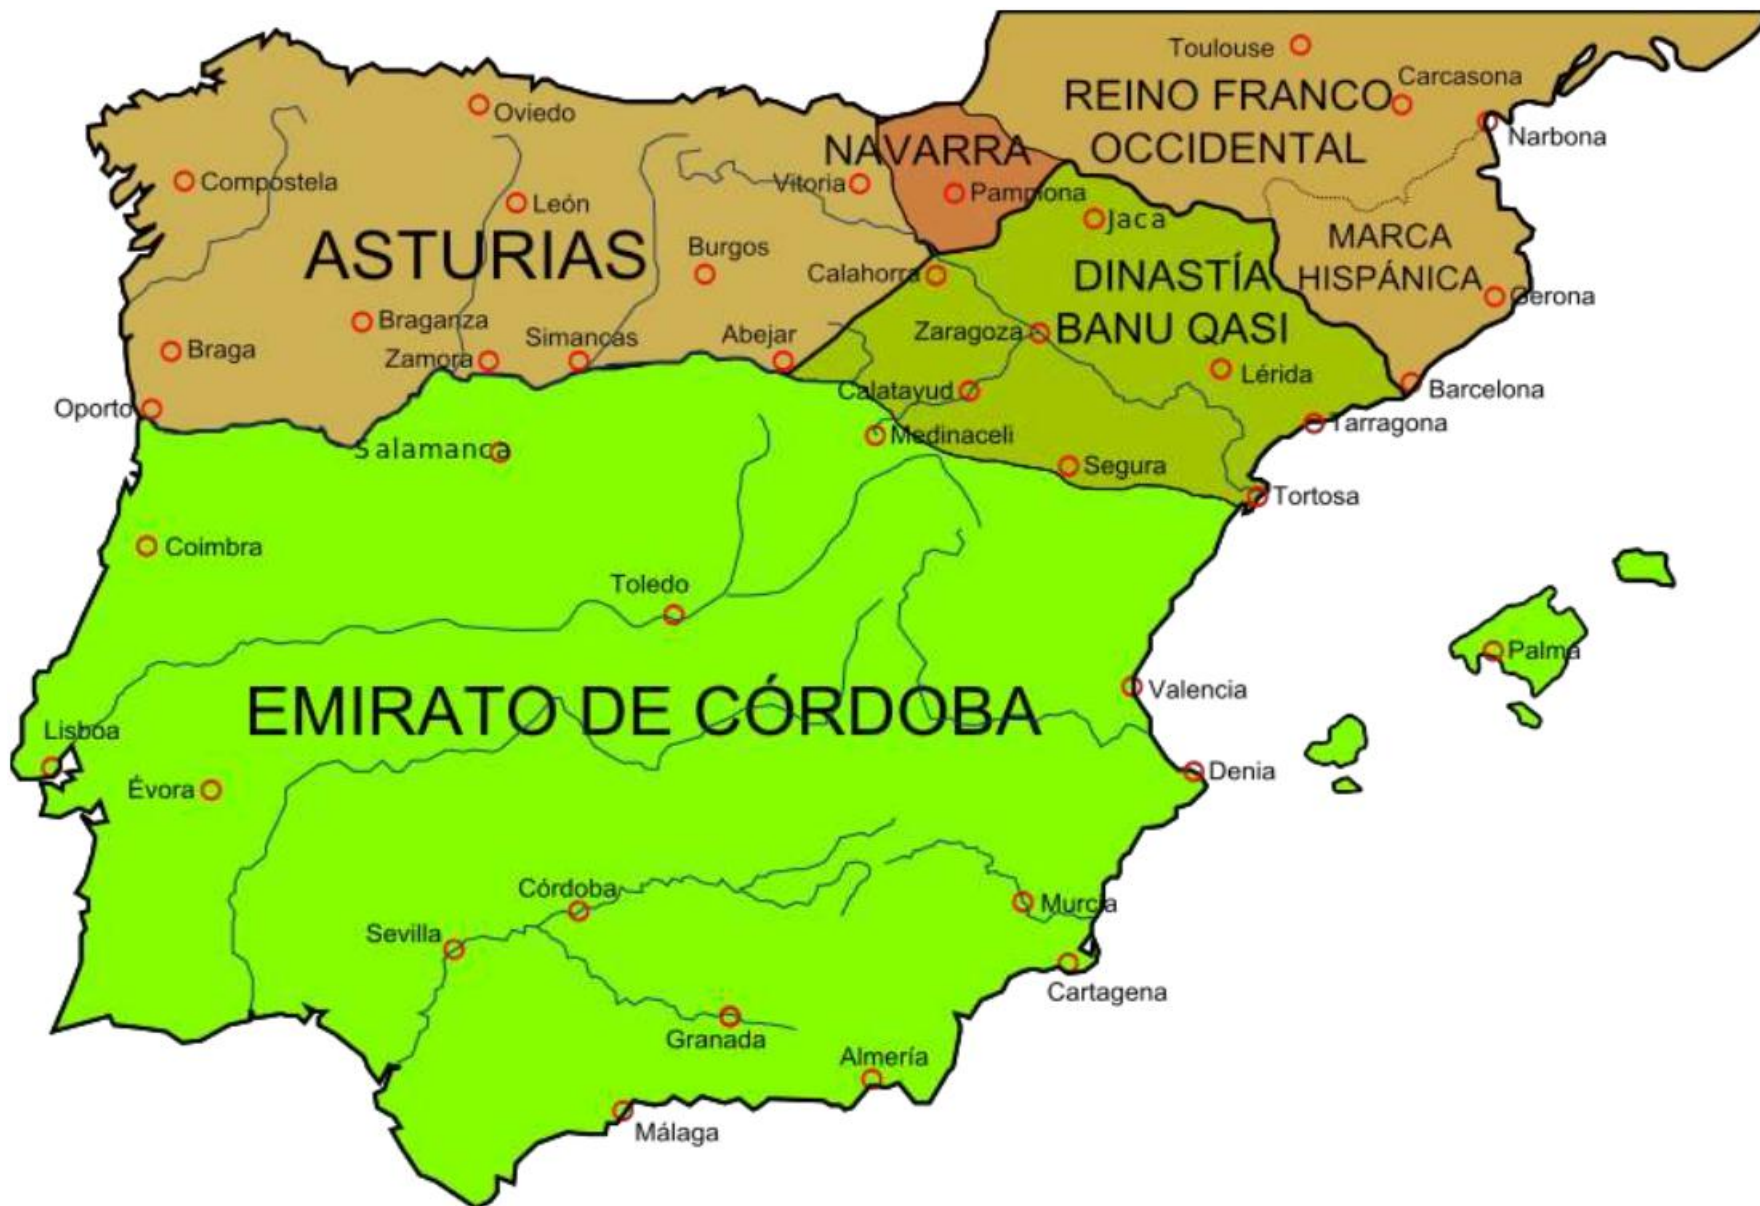 Toulouse
Carcasona
REINO FRANCO
OCCIDENTAL
Narbona
Oviedo
NAVARRA
Compostela
Vitoria
Pamplona
León
Jaca
ASTURIAS
Burgos
MARCA
HISPÁNICA
Calahorra
DINASTÍA
BANU QASI
Gerona
Braganza
Simancas
Abejar
Zaragoza
Braga
Zamora
Lérida
Calatayud
Barcelona
Oporto
Tarragona
Salamanca
Medinaceli
Segura
Tortosa
Coimbra
Toledo
Palma
Valencia
EMIRATO DE CÓRDOBA
Lisboa
Denia
Évora
Córdoba
Murcia
Sevilla
Cartagena
Granada
Almería
Málaga